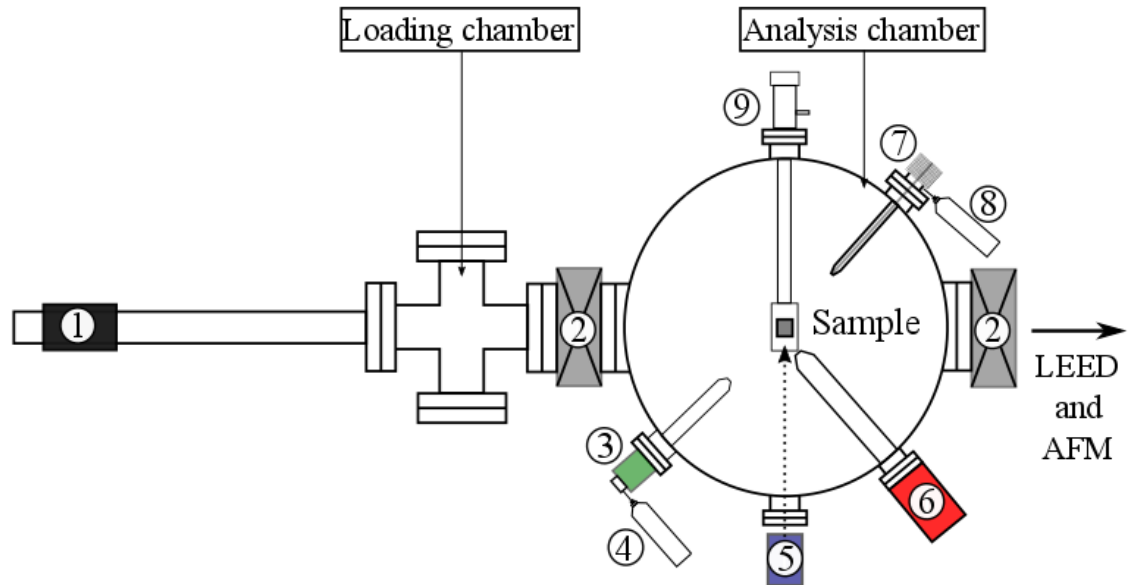 Loading chamber
Analysis chamber
⑨
⑦
⑧
①
②
Sample
②
LEED
and
AFM
③
④
⑤
⑥